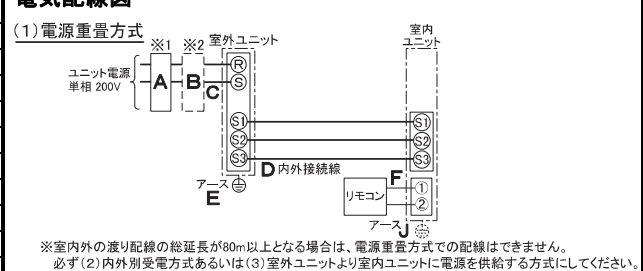 電気配線図
(1)電源重畳方式
※1 ※2 室外ユニット
室内
ユニット
ユニット電源
単相 200V
A B C
R
S
S1 S1
S2 S2
S3 S3
D 内外接続線
アース
E
リモコン
F
①
②
アース J
※室内外の渡り配線の総延長が80m以上となる場合は、電源重畳方式での配線はできません。
必ず(2)内外別受電方式あるいは(3)室外ユニットより室内ユニットに電源を供給する方式にしてください。